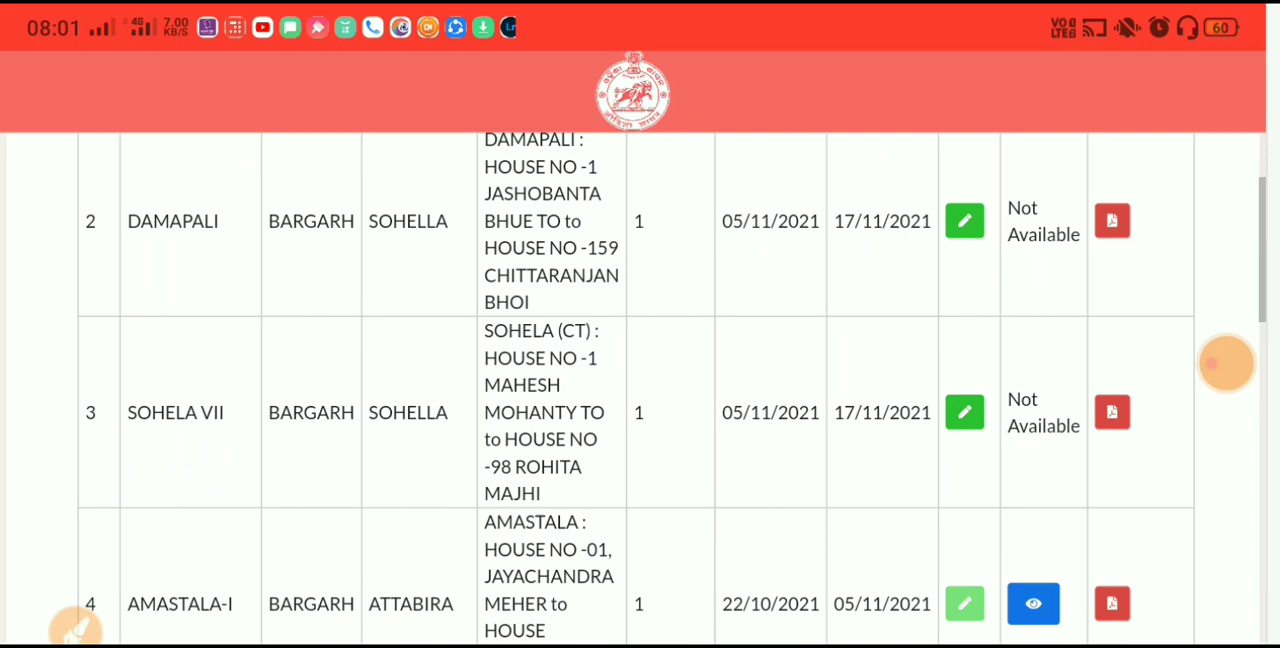 08:01
4G
7.00
KB/S
VO
LTE
60
DAMAPALI :
HOUSE NO -1
JASHOBANTA
BHUE TO to
HOUSE NO -159
CHITTARANJAN
BHOI
2
DAMAPALI
BARGARH
SOHELLA
1
05/11/2021
17/11/2021
Not
Available
SOHELA (CT) :
HOUSE NO -1
MAHESH
MOHANTY TO
to HOUSE NO
-98 ROHITA
MAJHI
3
SOHELA VII
BARGARH
SOHELLA
1
05/11/2021
17/11/2021
Not
Available
AMASTALA :
HOUSE NO -01,
JAYACHANDRA
MEHER to
HOUSE
4
AMASTALA-I
BARGARH
ATTABIRA
1
22/10/2021
05/11/2021